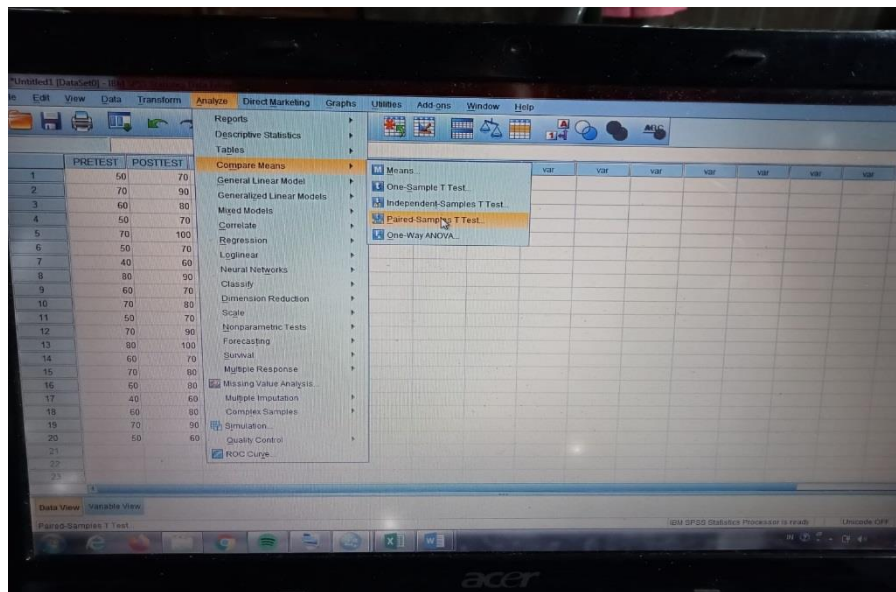 *Untitled1 [DataSet0] - IBM SPSS Statistics
Edit View Data Transform Analyze Direct Marketing Graphs Utilities Add-ons Window Help
PRETEST POSTTEST var var var var var var var
1 50 70
2 70 90
3 60 80
4 50 70
5 70 100
6 50 70
7 40 60
8 80 90
9 60 70
10 70 80
11 50 70
12 70 90
13 80 100
14 60 70
15 70 80
16 60 80
17 40 60
18 60 80
19 70 90
20 50 60
21
22
23
Reports
Descriptive Statistics
Tables
Compare Means
General Linear Model
Generalized Linear Models
Mixed Models
Correlate
Regression
Loglinear
Neural Networks
Classify
Dimension Reduction
Scale
Nonparametric Tests
Forecasting
Survival
Multiple Response
Missing Value Analysis...
Multiple Imputation
Complex Samples
Simulation...
Quality Control
ROC Curve...
Means...
One-Sample T Test...
Independent-Samples T Test...
Paired-Samples T Test...
One-Way ANOVA...
Data View Variable View
Paired-Samples T Test IBM SPSS Statistics Processor is ready Unicode:OFF
IN
acer